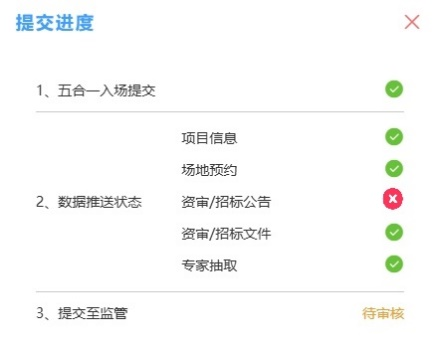 提交进度
1、五合一入场提交
项目信息
场地预约
2、数据推送状态 资审/招标公告
资审/招标文件
专家抽取
3、提交至监管 待审核